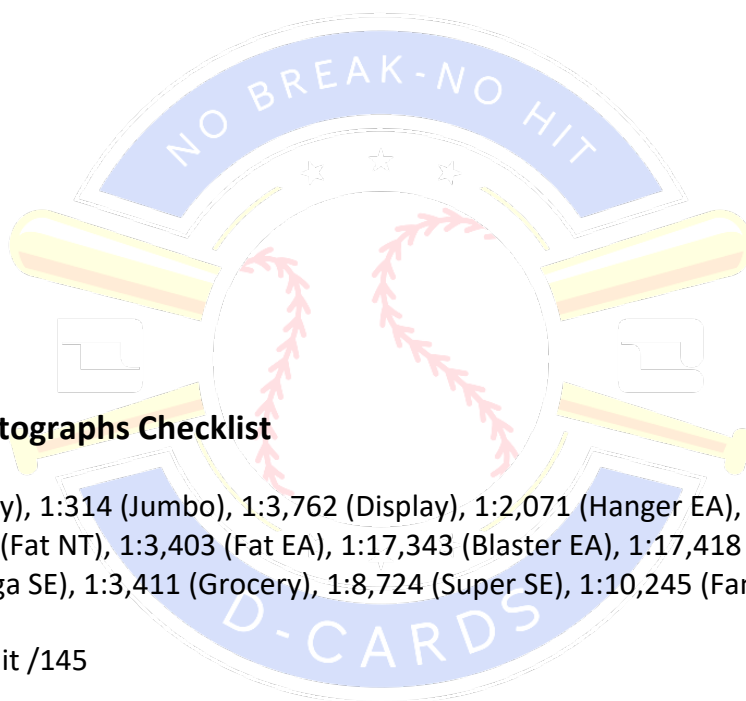 NO BREAK-NO HIT
tographs Checklist
y), 1:314 (Jumbo), 1:3,762 (Display), 1:2,071 (Hanger EA),
(Fat NT), 1:3,403 (Fat EA), 1:17,343 (Blaster EA), 1:17,418
ga SE), 1:3,411 (Grocery), 1:8,724 (Super SE), 1:10,245 (Fan
D-CARDS
it /145